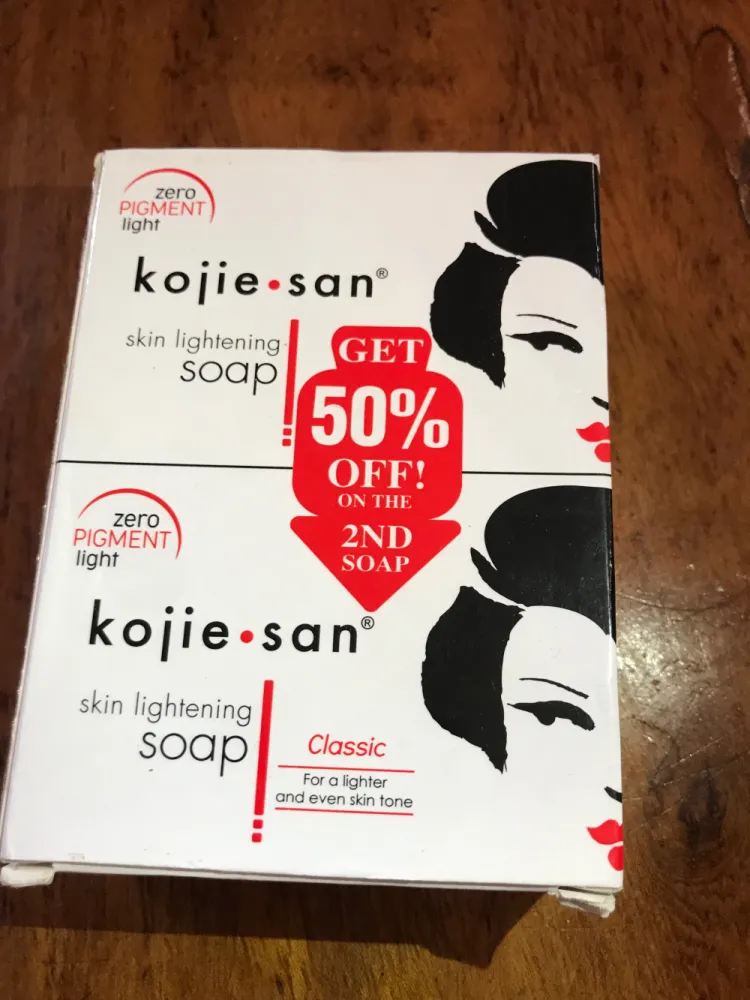 zero
PIGMENT
light
kojie•san®
skin lightening
soap
GET
50%
OFF!
ON THE
2ND
SOAP
zero
PIGMENT
light
kojie•san®
skin lightening
soap
Classic
For a lighter
and even skin tone